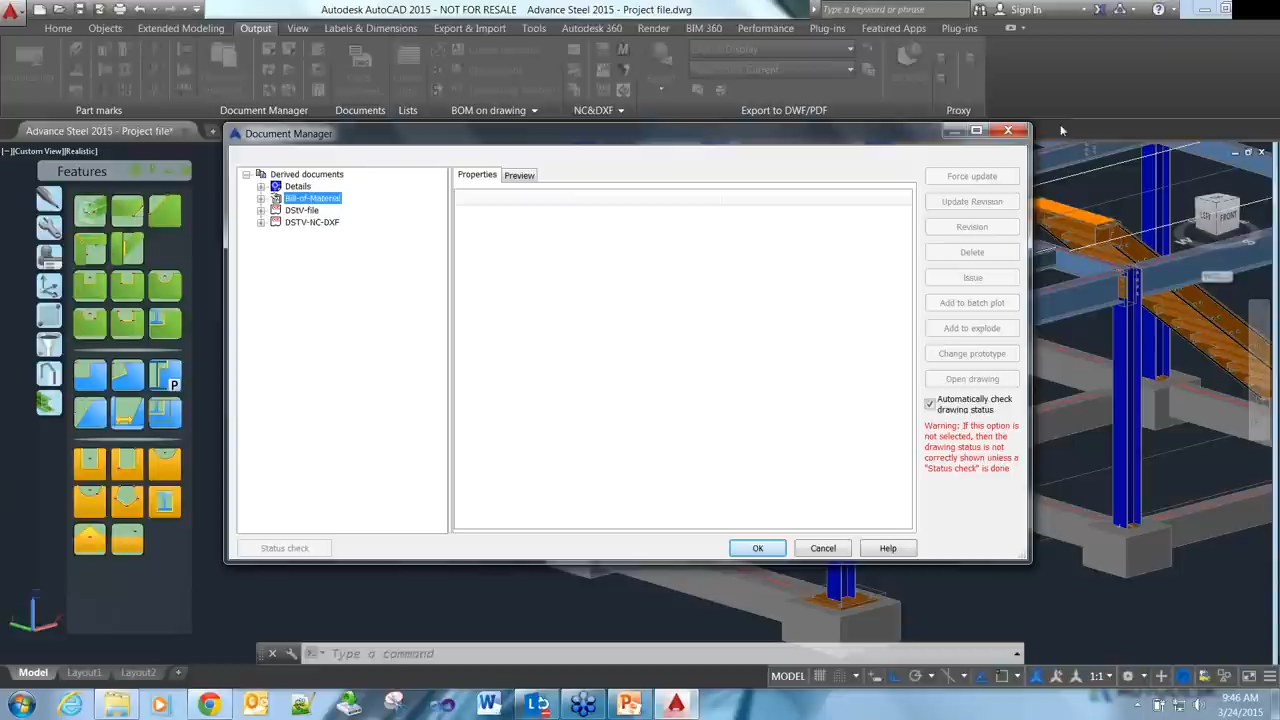 Autodesk AutoCAD 2015 - NOT FOR RESALE    Advance Steel 2015 - Project file.dwg
Type a keyword or phrase
Sign In
Home Objects Extended Modeling Output View Labels & Dimensions Export & Import Tools Autodesk 360 Render BIM 360 Performance Plug-ins Featured Apps Plug-ins
Part marks Document Manager Documents Lists BOM on drawing NC&DXF Export to DWF/PDF Proxy
Advance Steel 2015 - Project file*
[−][Custom View][Realistic]
Features
Document Manager
Derived documents
Details
Bill-of-Material
DStV-file
DSTV-NC-DXF
Properties Preview
Force update
Update Revision
Revision
Delete
Issue
Add to batch plot
Add to explode
Change prototype
Open drawing
Automatically check
drawing status
Warning: If this option is
not selected, then the
drawing status is not
correctly shown unless a
"Status check" is done
Status check
OK Cancel Help
LEFT FRONT
W S
P
Type a command
Model Layout1 Layout2 +
MODEL 1:1
9:46 AM
3/24/2015